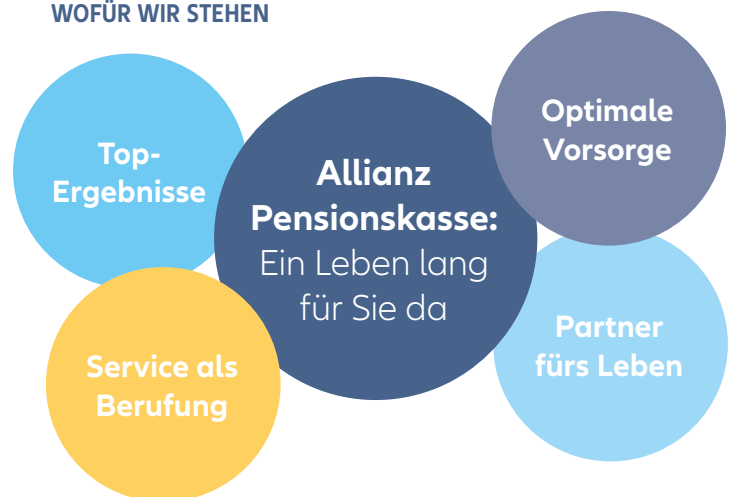 WOFÜR WIR STEHEN
Top-
Ergebnisse
Allianz
Pensionskasse:
Ein Leben lang
für Sie da
Optimale
Vorsorge
Service als
Berufung
Partner
fürs Leben